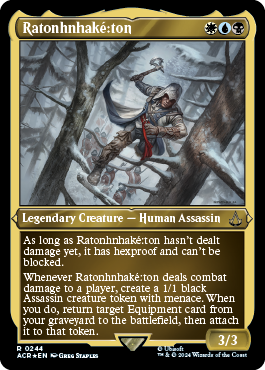 Ratonhnhaké:ton
Legendary Creature — Human Assassin
As long as Ratonhnhaké:ton hasn't dealt
damage yet, it has hexproof and can't be
blocked.
Whenever Ratonhnhaké:ton deals combat
damage to a player, create a 1/1 black
Assassin creature token with menace. When
you do, return target Equipment card from
your graveyard to the battlefield, then attach
it to that token.
3/3
R 0244
ACR★EN GREG STAPLES
© Ubisoft
™ & © 2024 Wizards of the Coast